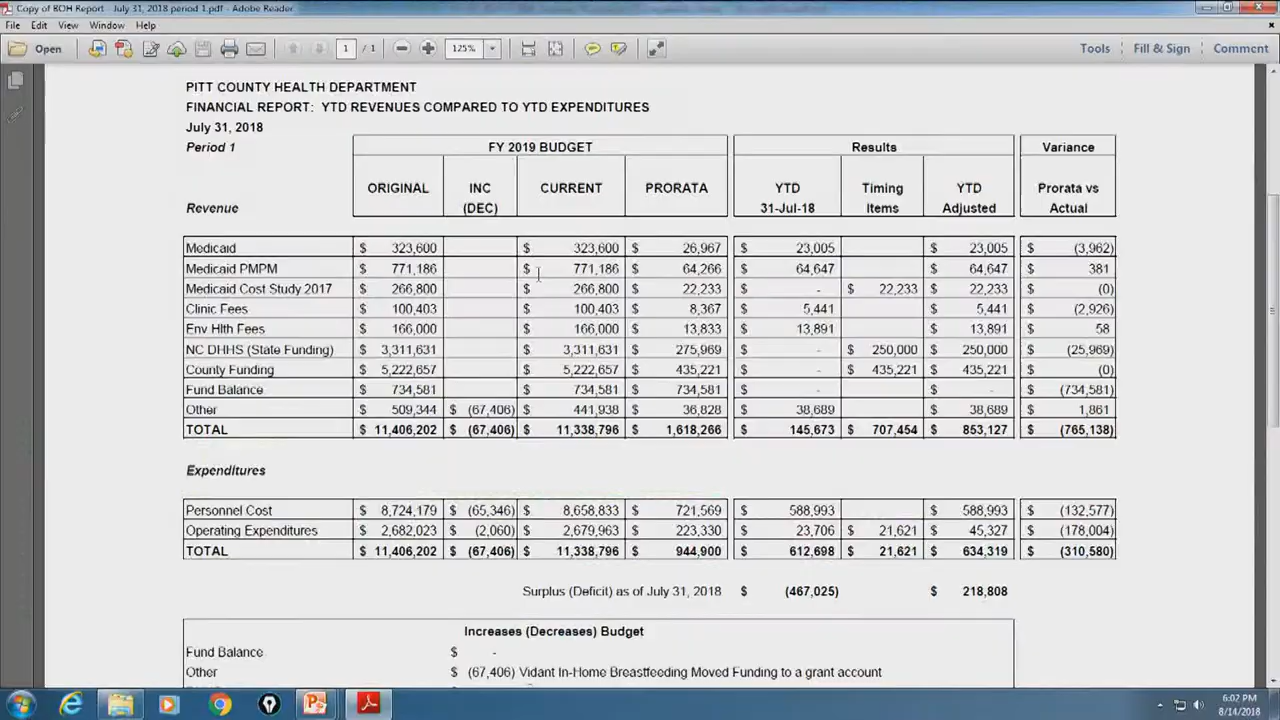 Copy of BOH Report - July 31, 2018 period 1.pdf - Adobe Reader
File Edit View Window Help
Open 1 / 1 125% Tools Fill & Sign Comment
PITT COUNTY HEALTH DEPARTMENT
FINANCIAL REPORT: YTD REVENUES COMPARED TO YTD EXPENDITURES
July 31, 2018
Period 1 FY 2019 BUDGET Results Variance
ORIGINAL INC CURRENT PRORATA YTD Timing YTD Prorata vs
Revenue (DEC) 31-Jul-18 Items Adjusted Actual
Medicaid $ 323,600 $ 323,600 $ 26,967 $ 23,005 $ 23,005 $ (3,962)
Medicaid PMPM $ 771,186 $ 771,186 $ 64,266 $ 64,647 $ 64,647 $ 381
Medicaid Cost Study 2017 $ 266,800 $ 266,800 $ 22,233 $ - $ 22,233 $ 22,233 $ (0)
Clinic Fees $ 100,403 $ 100,403 $ 8,367 $ 5,441 $ 5,441 $ (2,926)
Env Hlth Fees $ 166,000 $ 166,000 $ 13,833 $ 13,891 $ 13,891 $ 58
NC DHHS (State Funding) $ 3,311,631 $ 3,311,631 $ 275,969 $ - $ 250,000 $ 250,000 $ (25,969)
County Funding $ 5,222,657 $ 5,222,657 $ 435,221 $ - $ 435,221 $ 435,221 $ (0)
Fund Balance $ 734,581 $ 734,581 $ 734,581 $ - $ - $ (734,581)
Other $ 509,344 $ (67,406) $ 441,938 $ 36,828 $ 38,689 $ 38,689 $ 1,861
TOTAL $ 11,406,202 $ (67,406) $ 11,338,796 $ 1,618,266 $ 145,673 $ 707,454 $ 853,127 $ (765,138)
Expenditures
Personnel Cost $ 8,724,179 $ (65,346) $ 8,658,833 $ 721,569 $ 588,993 $ 588,993 $ (132,577)
Operating Expenditures $ 2,682,023 $ (2,060) $ 2,679,963 $ 223,330 $ 23,706 $ 21,621 $ 45,327 $ (178,004)
TOTAL $ 11,406,202 $ (67,406) $ 11,338,796 $ 944,900 $ 612,698 $ 21,621 $ 634,319 $ (310,580)
Surplus (Deficit) as of July 31, 2018 $ (467,025) $ 218,808
Increases (Decreases) Budget
Fund Balance $ -
Other $ (67,406) Vidant In-Home Breastfeeding Moved Funding to a grant account
6:02 PM
8/14/2018